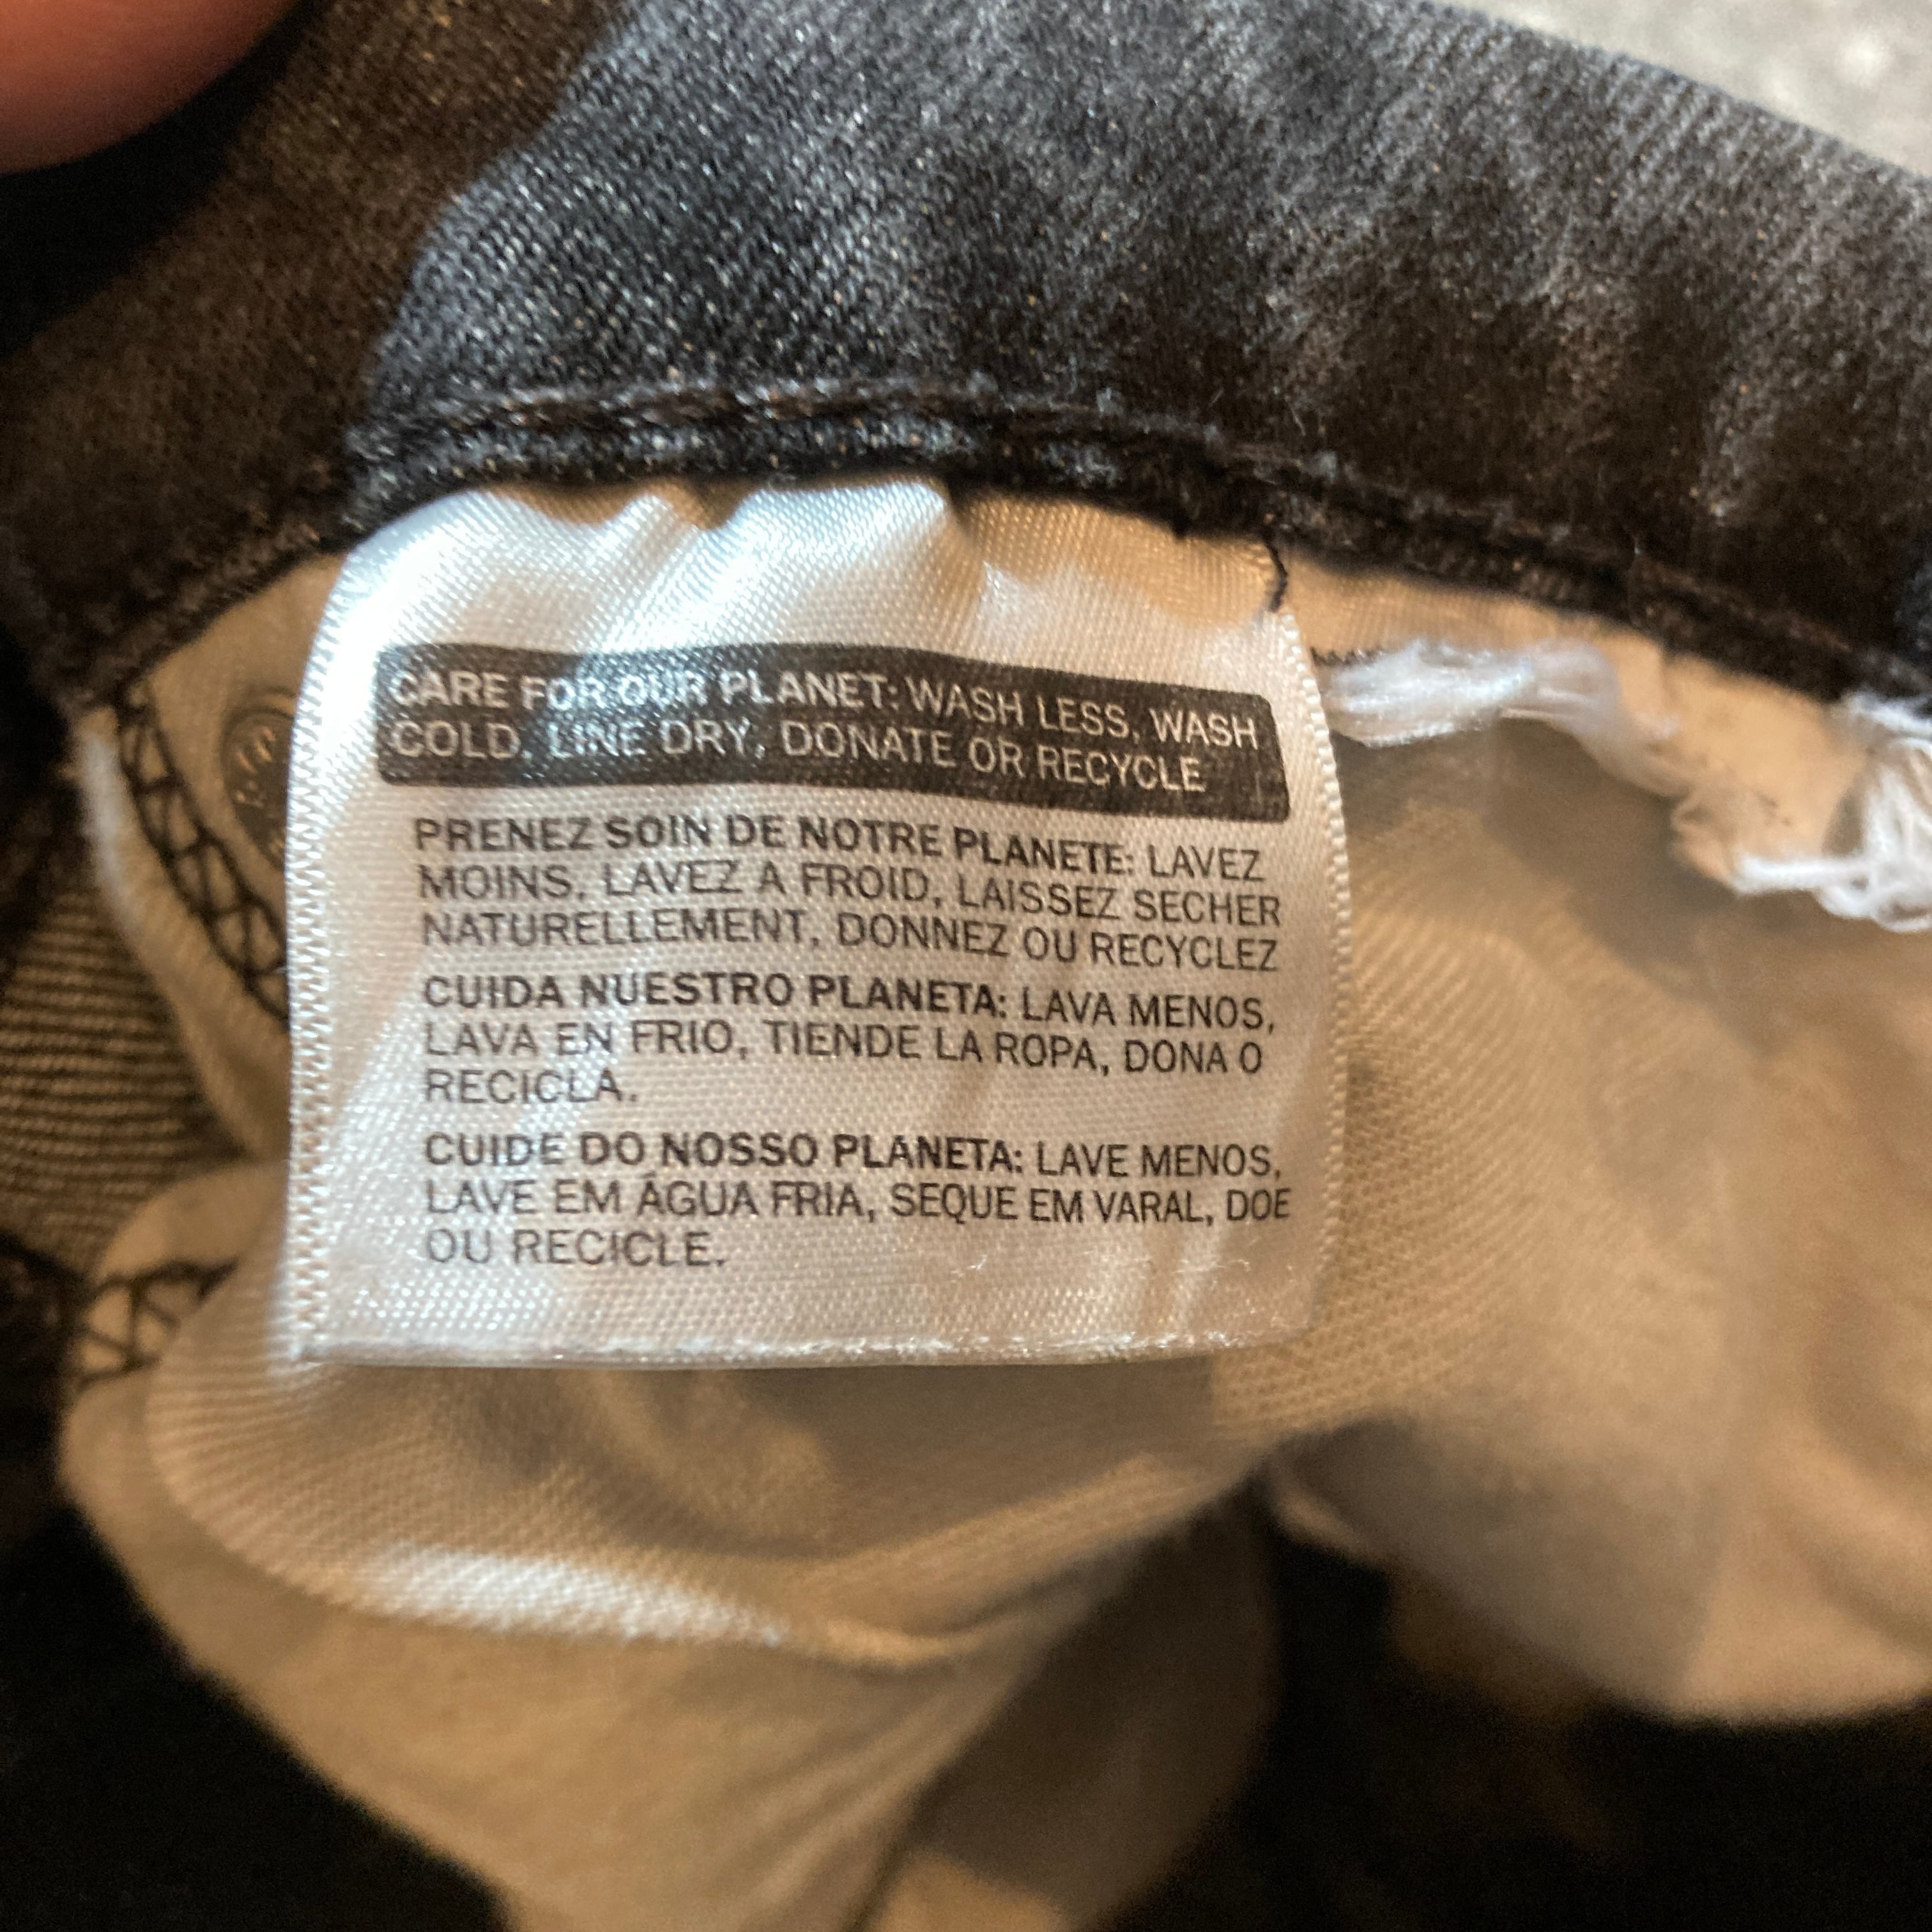 CARE FOR OUR PLANET: WASH LESS, WASH
COLD, LINE DRY, DONATE OR RECYCLE
PRENEZ SOIN DE NOTRE PLANETE: LAVEZ
MOINS, LAVEZ A FROID, LAISSEZ SECHER
NATURELLEMENT, DONNEZ OU RECYCLEZ
CUIDA NUESTRO PLANETA: LAVA MENOS,
LAVA EN FRIO, TIENDE LA ROPA, DONA O
RECICLA.
CUIDE DO NOSSO PLANETA: LAVE MENOS,
LAVE EM ÁGUA FRIA, SEQUE EM VARAL, DOE
OU RECICLE.